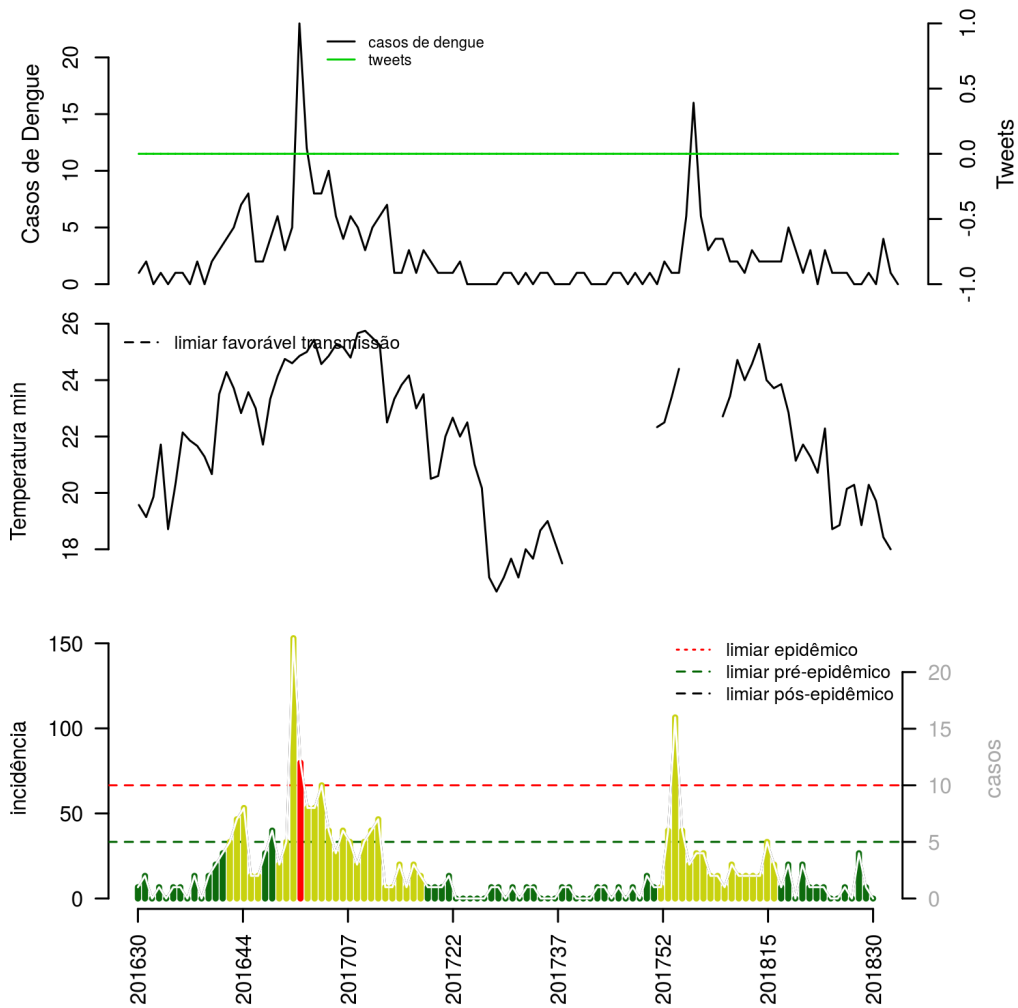 casos de dengue
tweets
Casos de Dengue
0
5
10
15
20
Tweets
-1.0
-0.5
0.0
0.5
1.0
limiar favorável transmissão
Temperatura min
18
20
22
24
26
limiar epidêmico
limiar pré-epidêmico
limiar pós-epidêmico
incidência
0
50
100
150
casos
0
5
10
15
20
201630
201644
201707
201722
201737
201752
201815
201830